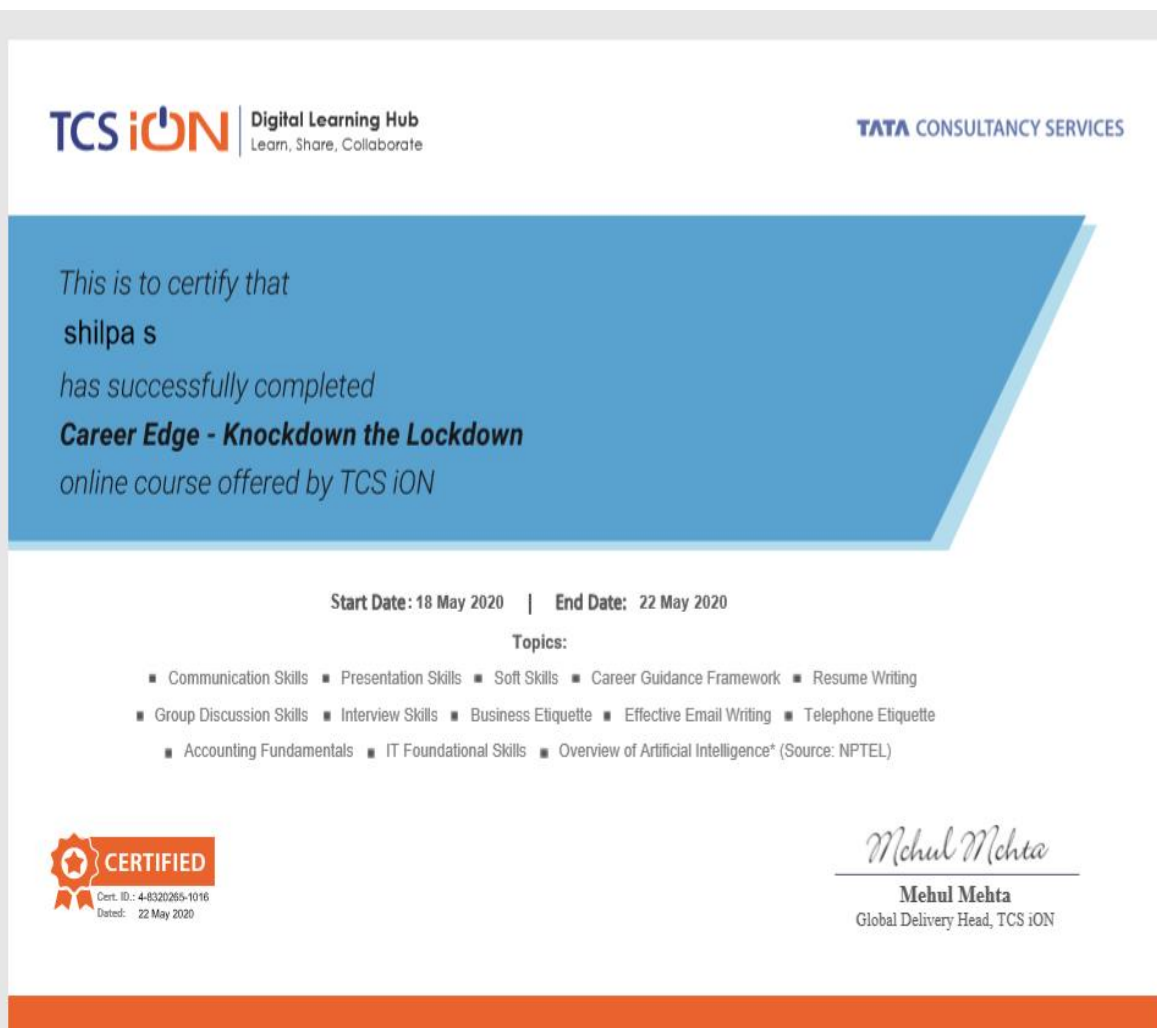 TCS iON
Digital Learning Hub
Learn, Share, Collaborate
TATA CONSULTANCY SERVICES
This is to certify that
shilpa s
has successfully completed
Career Edge - Knockdown the Lockdown
online course offered by TCS iON
Start Date: 18 May 2020 | End Date: 22 May 2020
Topics:
▪ Communication Skills ▪ Presentation Skills ▪ Soft Skills ▪ Career Guidance Framework ▪ Resume Writing
▪ Group Discussion Skills ▪ Interview Skills ▪ Business Etiquette ▪ Effective Email Writing ▪ Telephone Etiquette
▪ Accounting Fundamentals ▪ IT Foundational Skills ▪ Overview of Artificial Intelligence* (Source: NPTEL)
CERTIFIED
Cert. ID.: 4-8320265-1016
Dated: 22 May 2020
Mehul Mehta
Mehul Mehta
Global Delivery Head, TCS iON